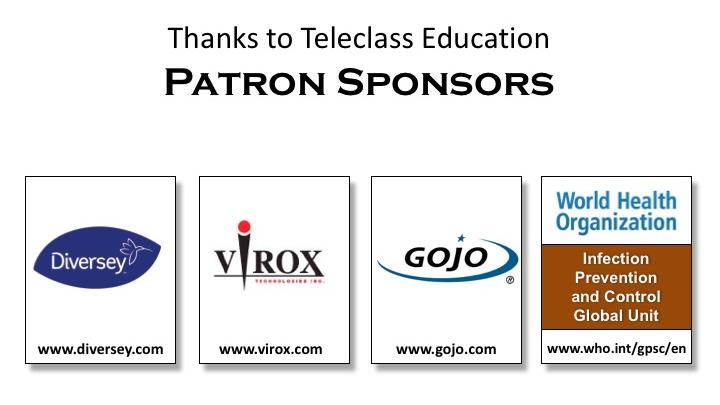 Thanks to Teleclass Education
PATRON SPONSORS
Diversey
VIROX
TECHNOLOGIES INC.
GOJO
®
World Health
Organization
Infection
Prevention
and Control
Global Unit
www.diversey.com
www.virox.com
www.gojo.com
www.who.int/gpsc/en